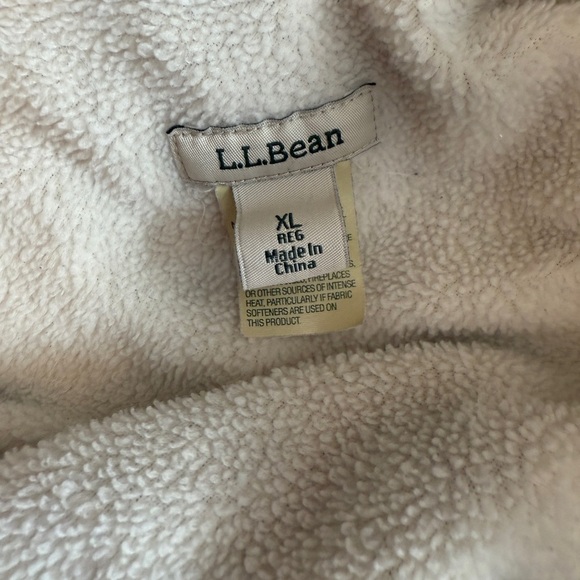 L.L.Bean
XL
REG
Made In
China
FIREPLACES
OR OTHER SOURCES OF INTENSE
HEAT, PARTICULARLY IF FABRIC
SOFTENERS ARE USED ON
THIS PRODUCT.